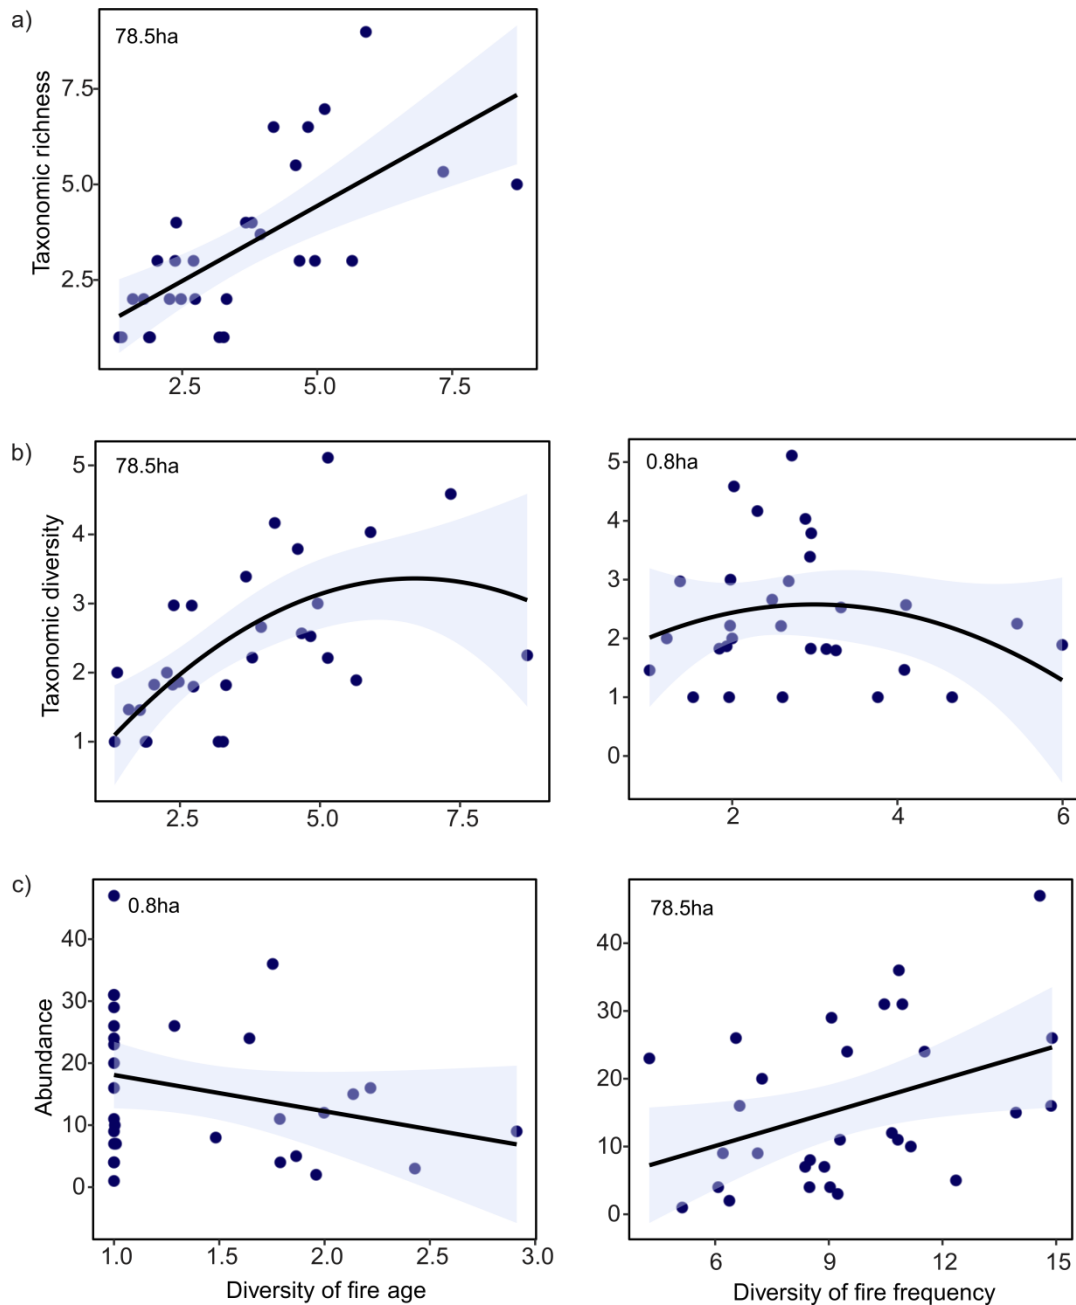 a)
78.5ha
Taxonomic richness
7.5
5.0
2.5
2.5 5.0 7.5
b)
78.5ha
Taxonomic diversity
5
4
3
2
1
2.5 5.0 7.5
0.8ha
5
4
3
2
1
0
2 4 6
c)
0.8ha
Abundance
40
30
20
10
0
1.0 1.5 2.0 2.5 3.0
Diversity of fire age
78.5ha
40
30
20
10
0
6 9 12 15
Diversity of fire frequency